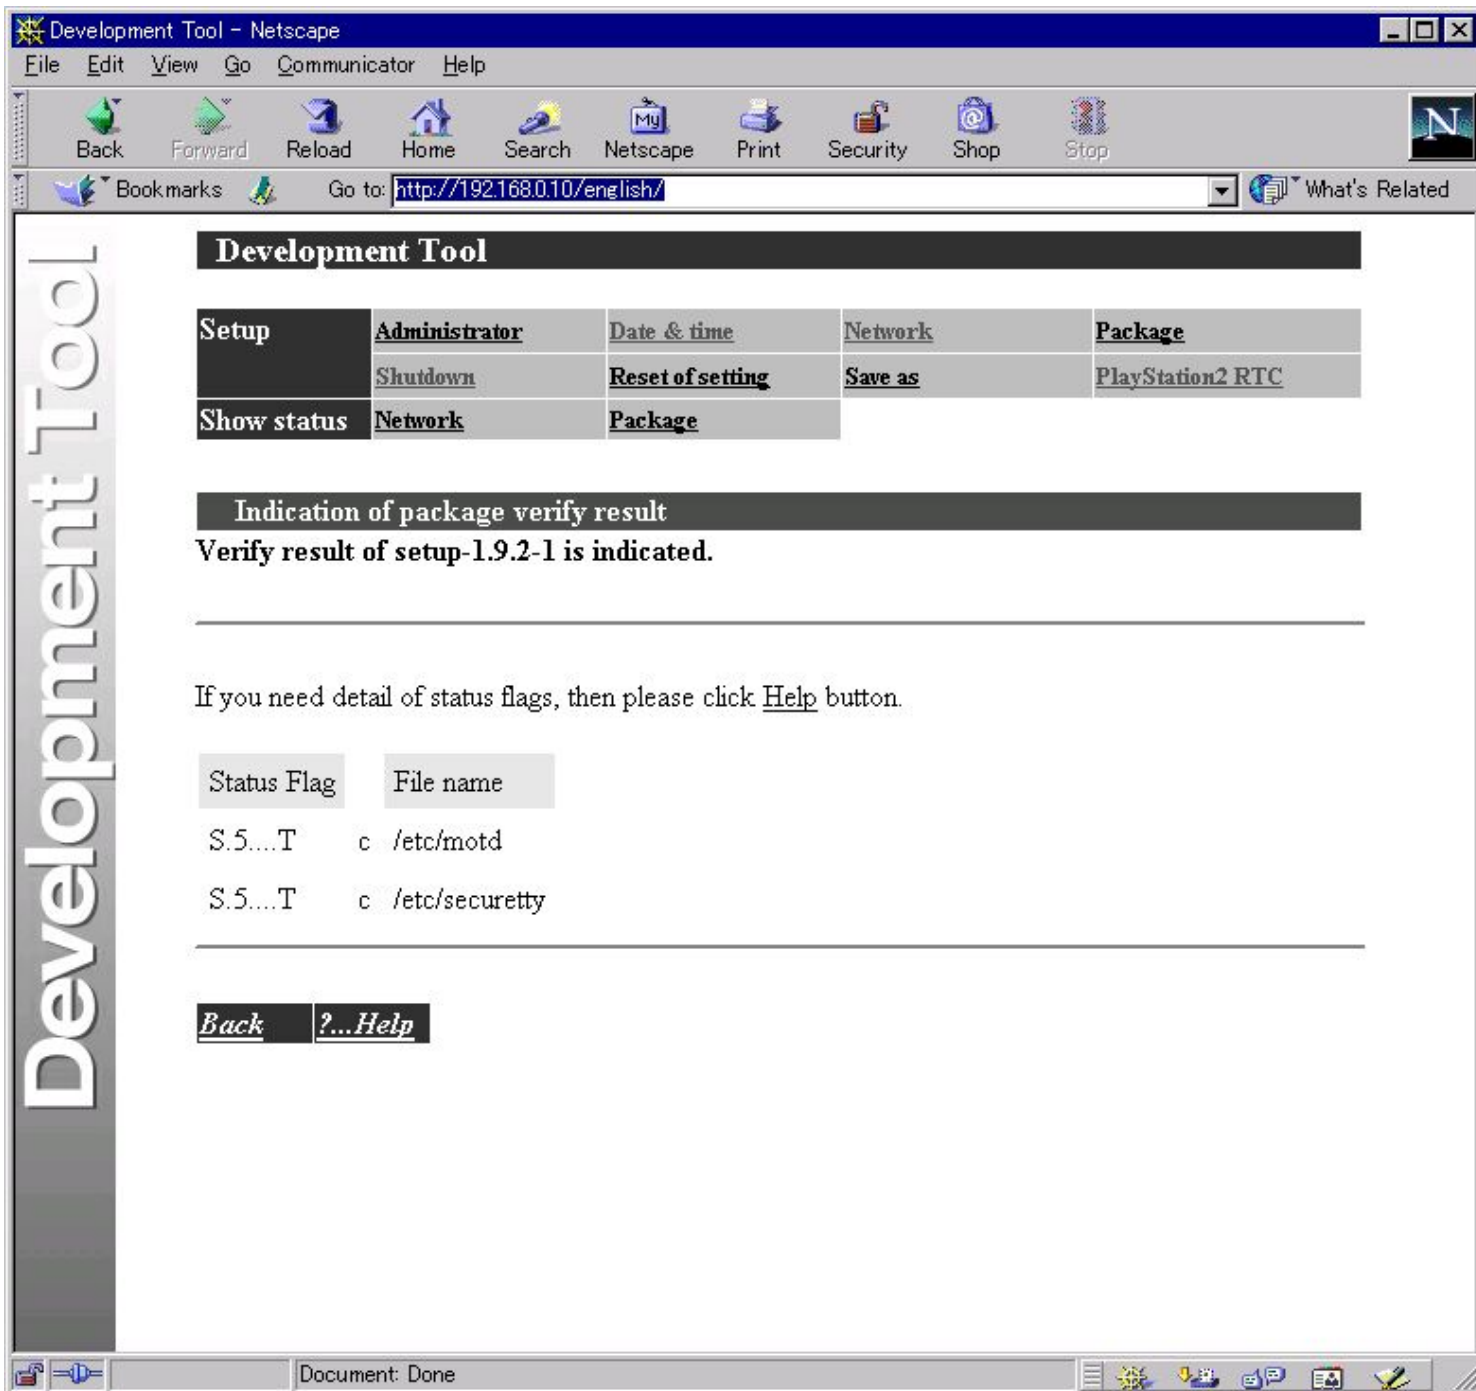 Development Tool - Netscape
File Edit View Go Communicator Help
My
N
Back Forward Reload Home Search Netscape Print Security Shop Stop
Bookmarks Go to: http://192.168.0.10/english/ What's Related
Development Tool
Development Tool
Setup Administrator Date & time Network Package
Shutdown Reset of setting Save as PlayStation2 RTC
Show status Network Package
Indication of package verify result
Verify result of setup-1.9.2-1 is indicated.
If you need detail of status flags, then please click Help button.
Status Flag File name
S.5....T c /etc/motd
S.5....T c /etc/securetty
Back ?...Help
Document: Done